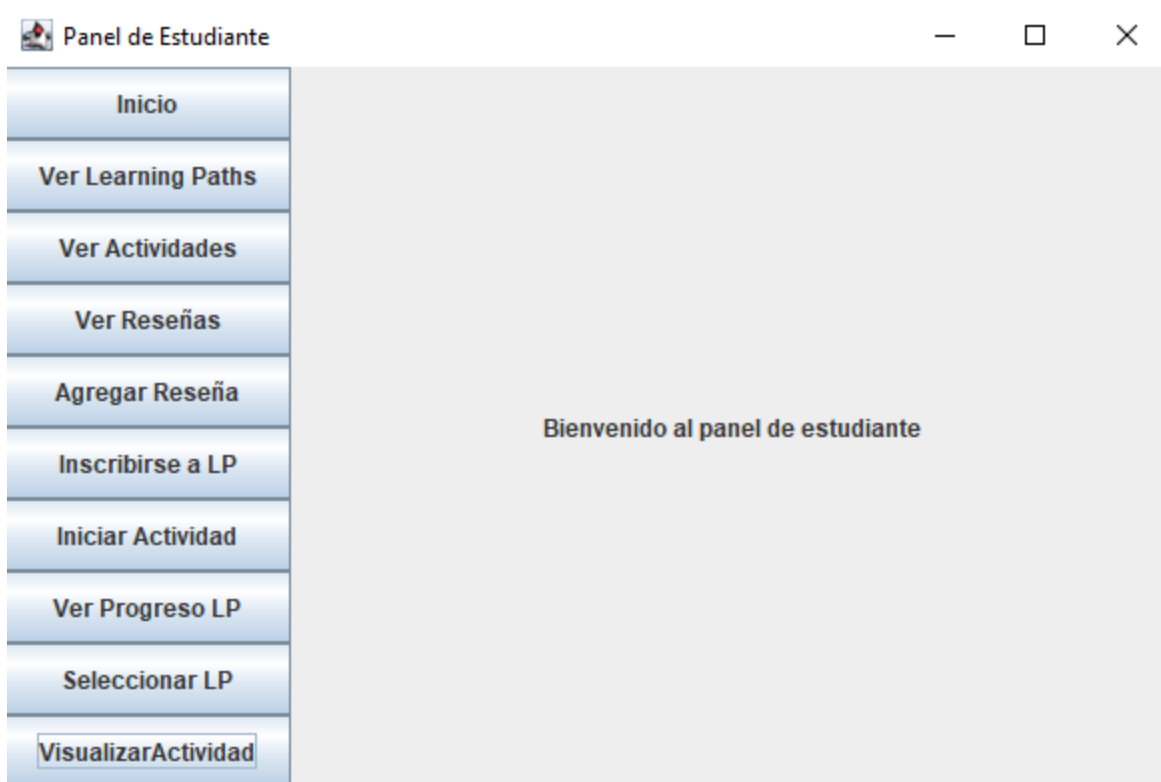 Panel de Estudiante
Inicio
Ver Learning Paths
Ver Actividades
Ver Reseñas
Agregar Reseña
Inscribirse a LP
Iniciar Actividad
Ver Progreso LP
Seleccionar LP
VisualizarActividad
Bienvenido al panel de estudiante